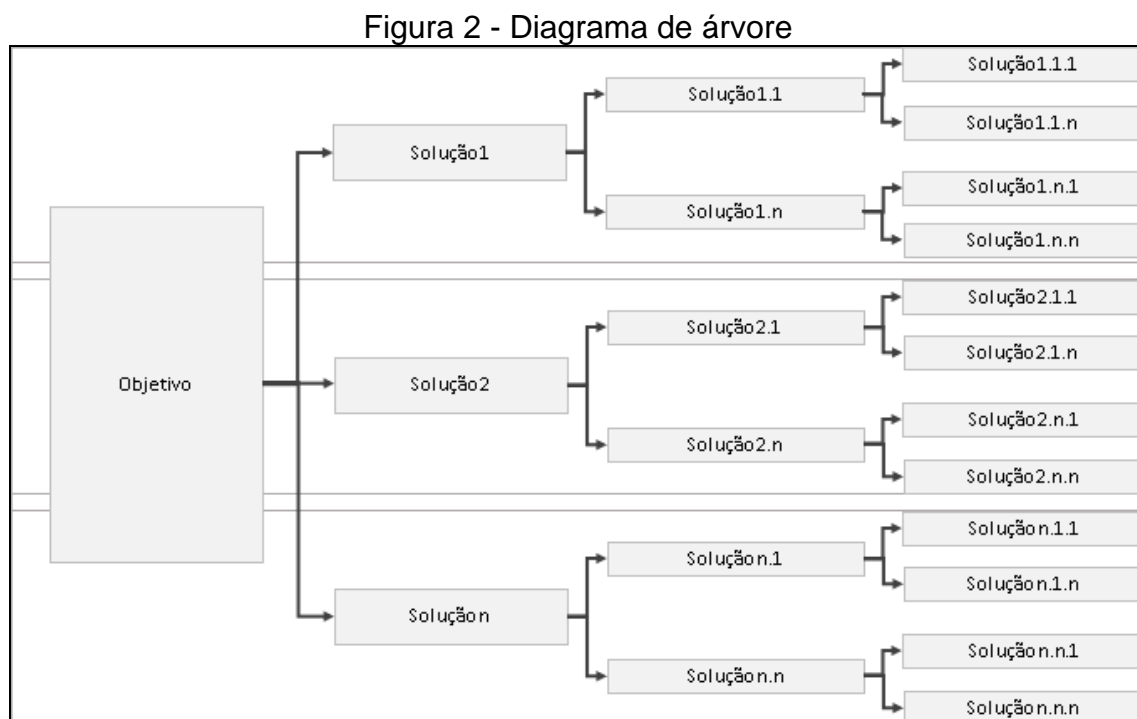 Figura 2 - Diagrama de árvore
Objetivo
Solução1
Solução1.1
Solução1.1.1
Solução1.1.n
Solução1.n
Solução1.n.1
Solução1.n.n
Solução2
Solução2.1
Solução2.1.1
Solução2.1.n
Solução2.n
Solução2.n.1
Solução2.n.n
Soluçãon
Soluçãon.1
Soluçãon.1.1
Soluçãon.1.n
Soluçãon.n
Soluçãon.n.1
Soluçãon.n.n